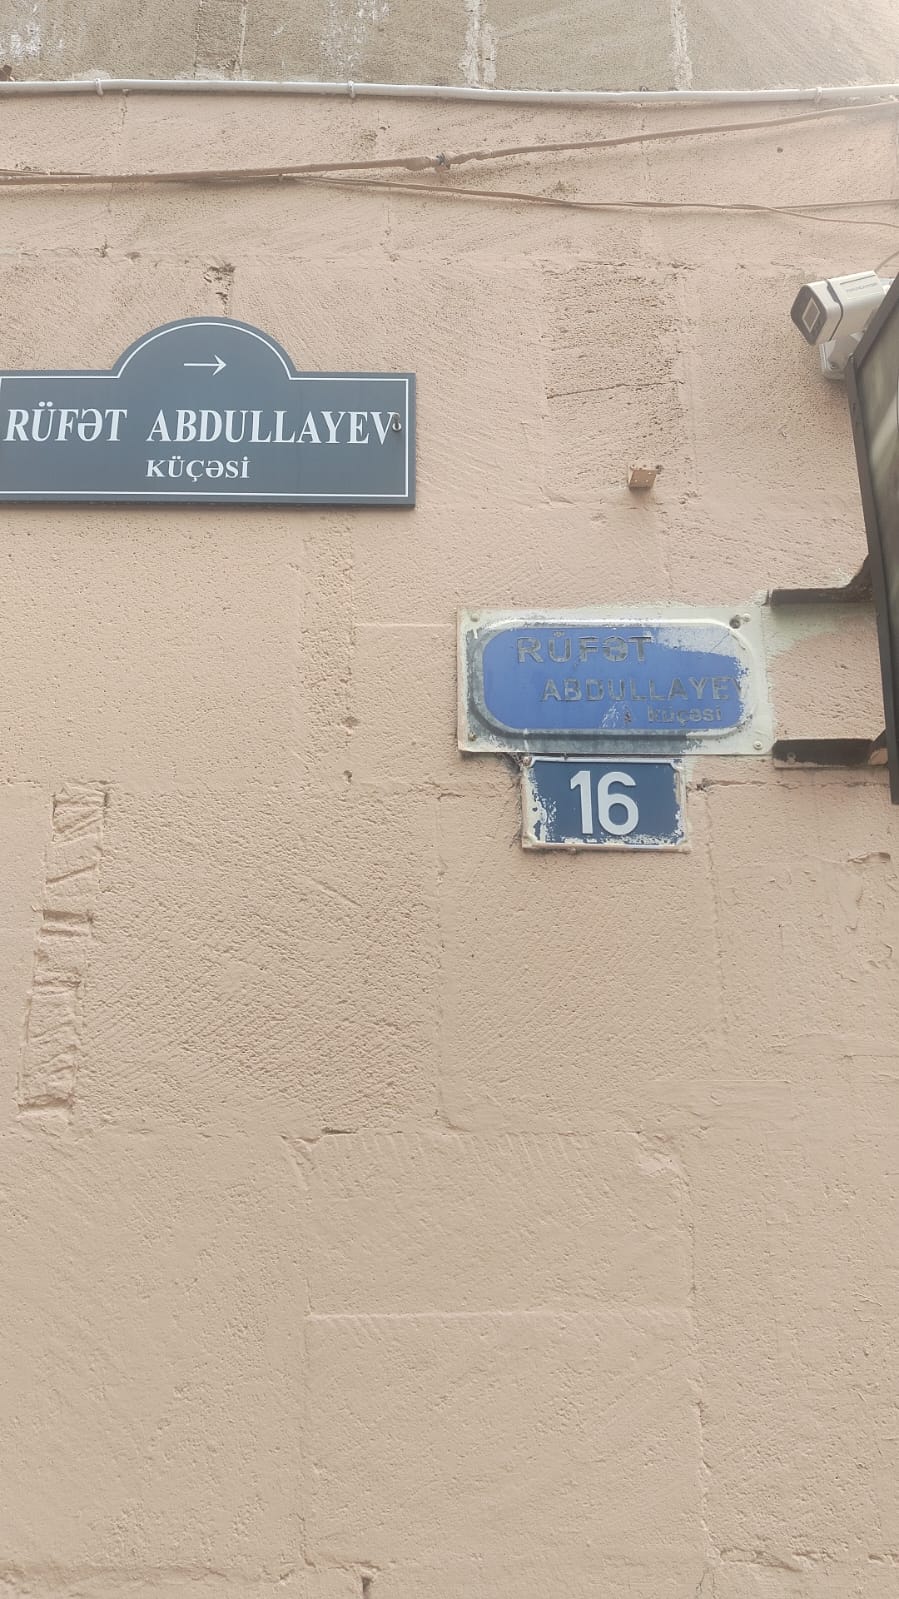 →
RÜFƏT ABDULLAYEV
KÜÇƏSİ
RÜFƏT
ABDULLAYEV
küçəsi
16